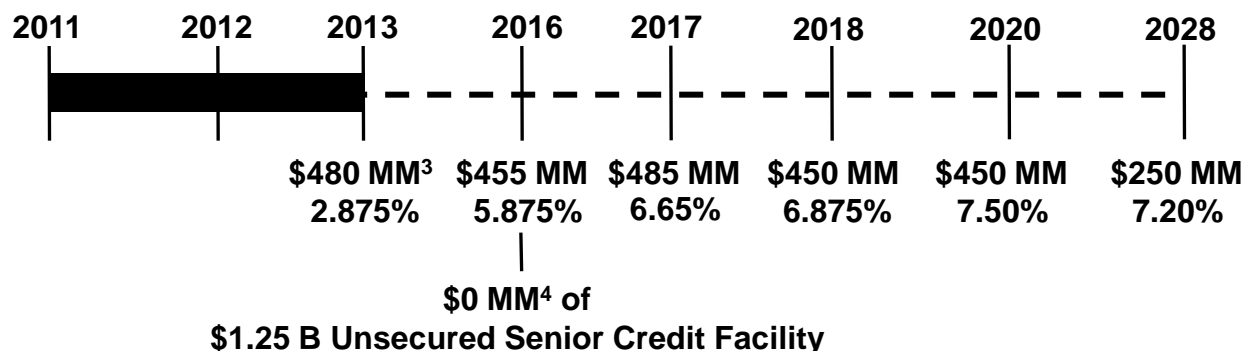 2011 2012 2013 2016 2017 2018 2020 2028
$480 MM³ $455 MM $485 MM $450 MM $450 MM $250 MM
2.875% 5.875% 6.65% 6.875% 7.50% 7.20%
$0 MM⁴ of
$1.25 B Unsecured Senior Credit Facility